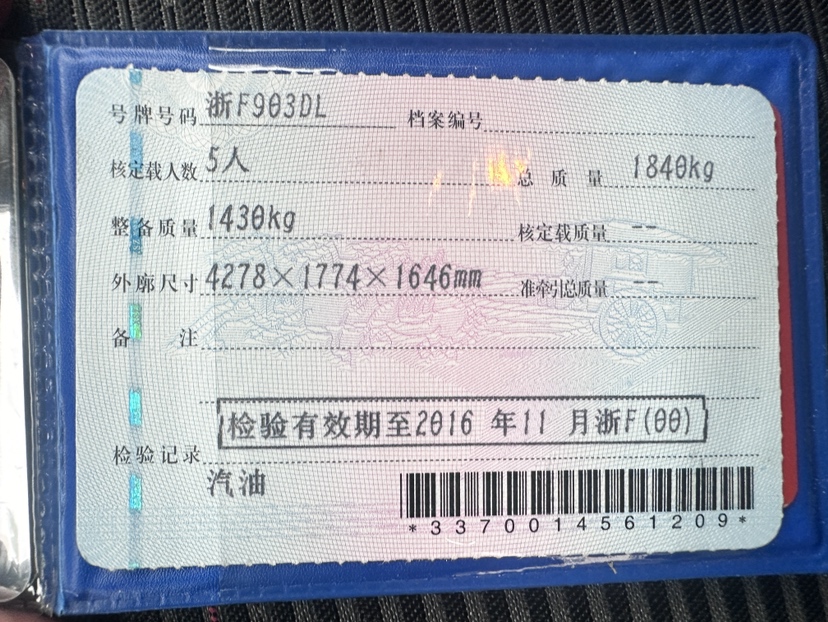 号牌号码 浙F903DL 档案编号
核定载人数 5人 总质量 1840kg
整备质量 1430kg 核定载质量 --
外廓尺寸 4278×1774×1646mm 准牵引总质量 --
备注
检验有效期至2016 年11 月浙F(00)
检验记录
汽油
*3370014561209*